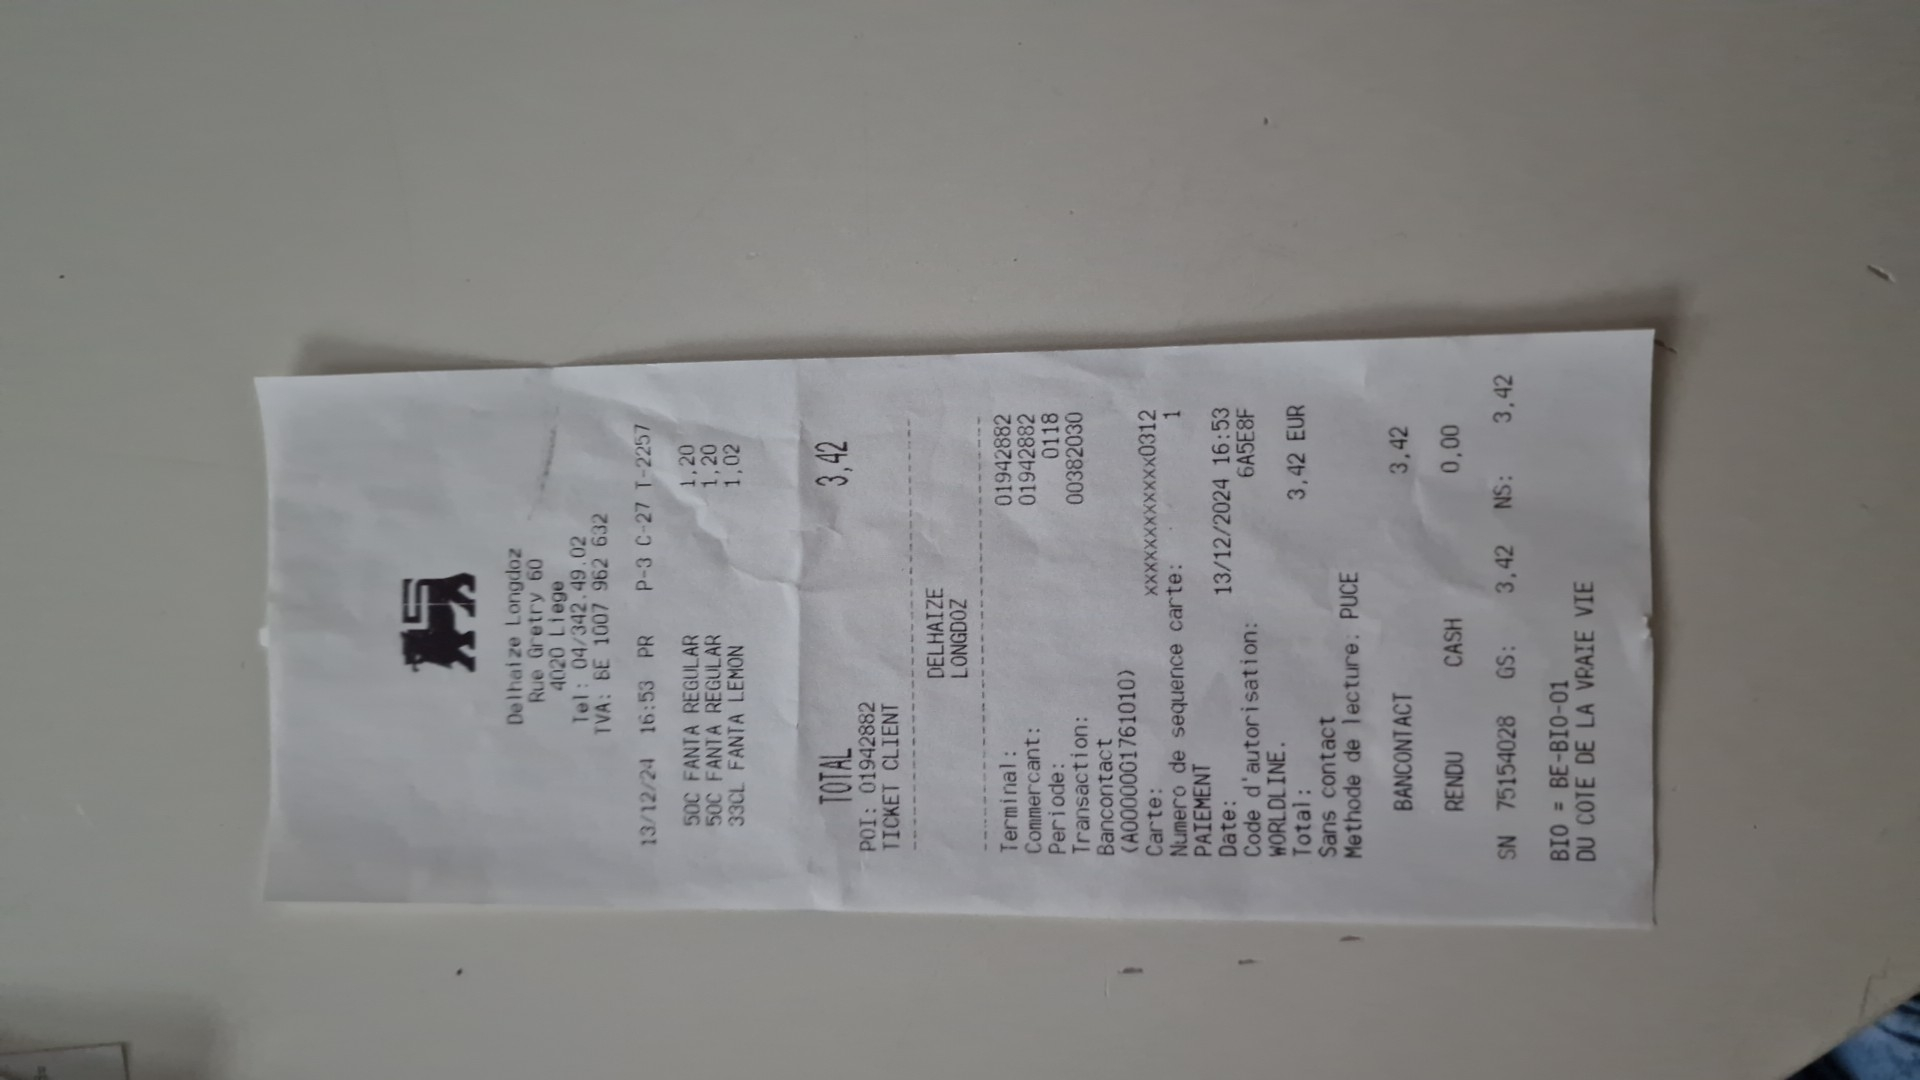 Delhaize Longdoz
Rue Gretry 60
4020 Liege
Tel: 04/342.49.02
TVA: BE 1007 962 632
13/12/24 16:53 PR P-3 C-27 T-2257
50C FANTA REGULAR 1,20
50C FANTA REGULAR 1,20
33CL FANTA LEMON 1,02
TOTAL 3,42
POI: 01942882
TICKET CLIENT
DELHAIZE
LONGDOZ
Terminal: 01942882
Commercant: 01942882
Periode: 0118
Transaction: 00382030
Bancontact
(A0000001761010)
Carte: xxxxxxxxxxxxx0312
Numero de sequence carte: 1
PAIEMENT
Date: 13/12/2024 16:53
Code d'autorisation: 6A5E8F
WORLDLINE.
Total: 3,42 EUR
Sans contact
Methode de lecture: PUCE
BANCONTACT 3,42
RENDU CASH 0,00
SN 75154028 GS: 3,42 NS: 3,42
BIO = BE-BIO-01
DU COTE DE LA VRAIE VIE